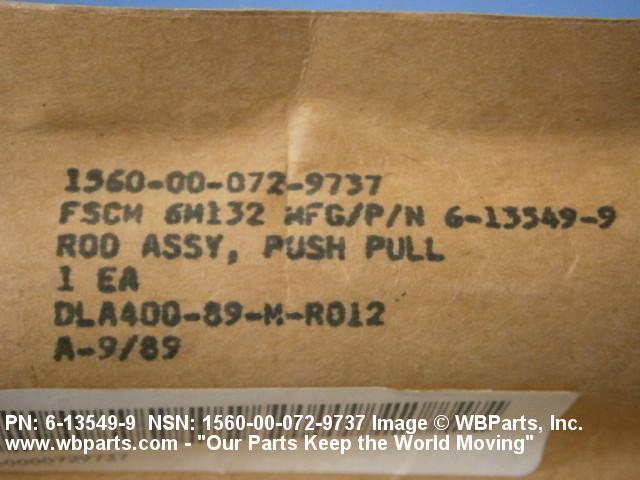 1560-00-072-9737
FSCM 6M132 MFG/P/N 6-13549-9
ROD ASSY, PUSH PULL
1 EA
DLA400-89-M-R012
A-9/89
PN: 6-13549-9 NSN: 1560-00-072-9737 Image © WBParts, Inc.
www.wbparts.com - "Our Parts Keep the World Moving"